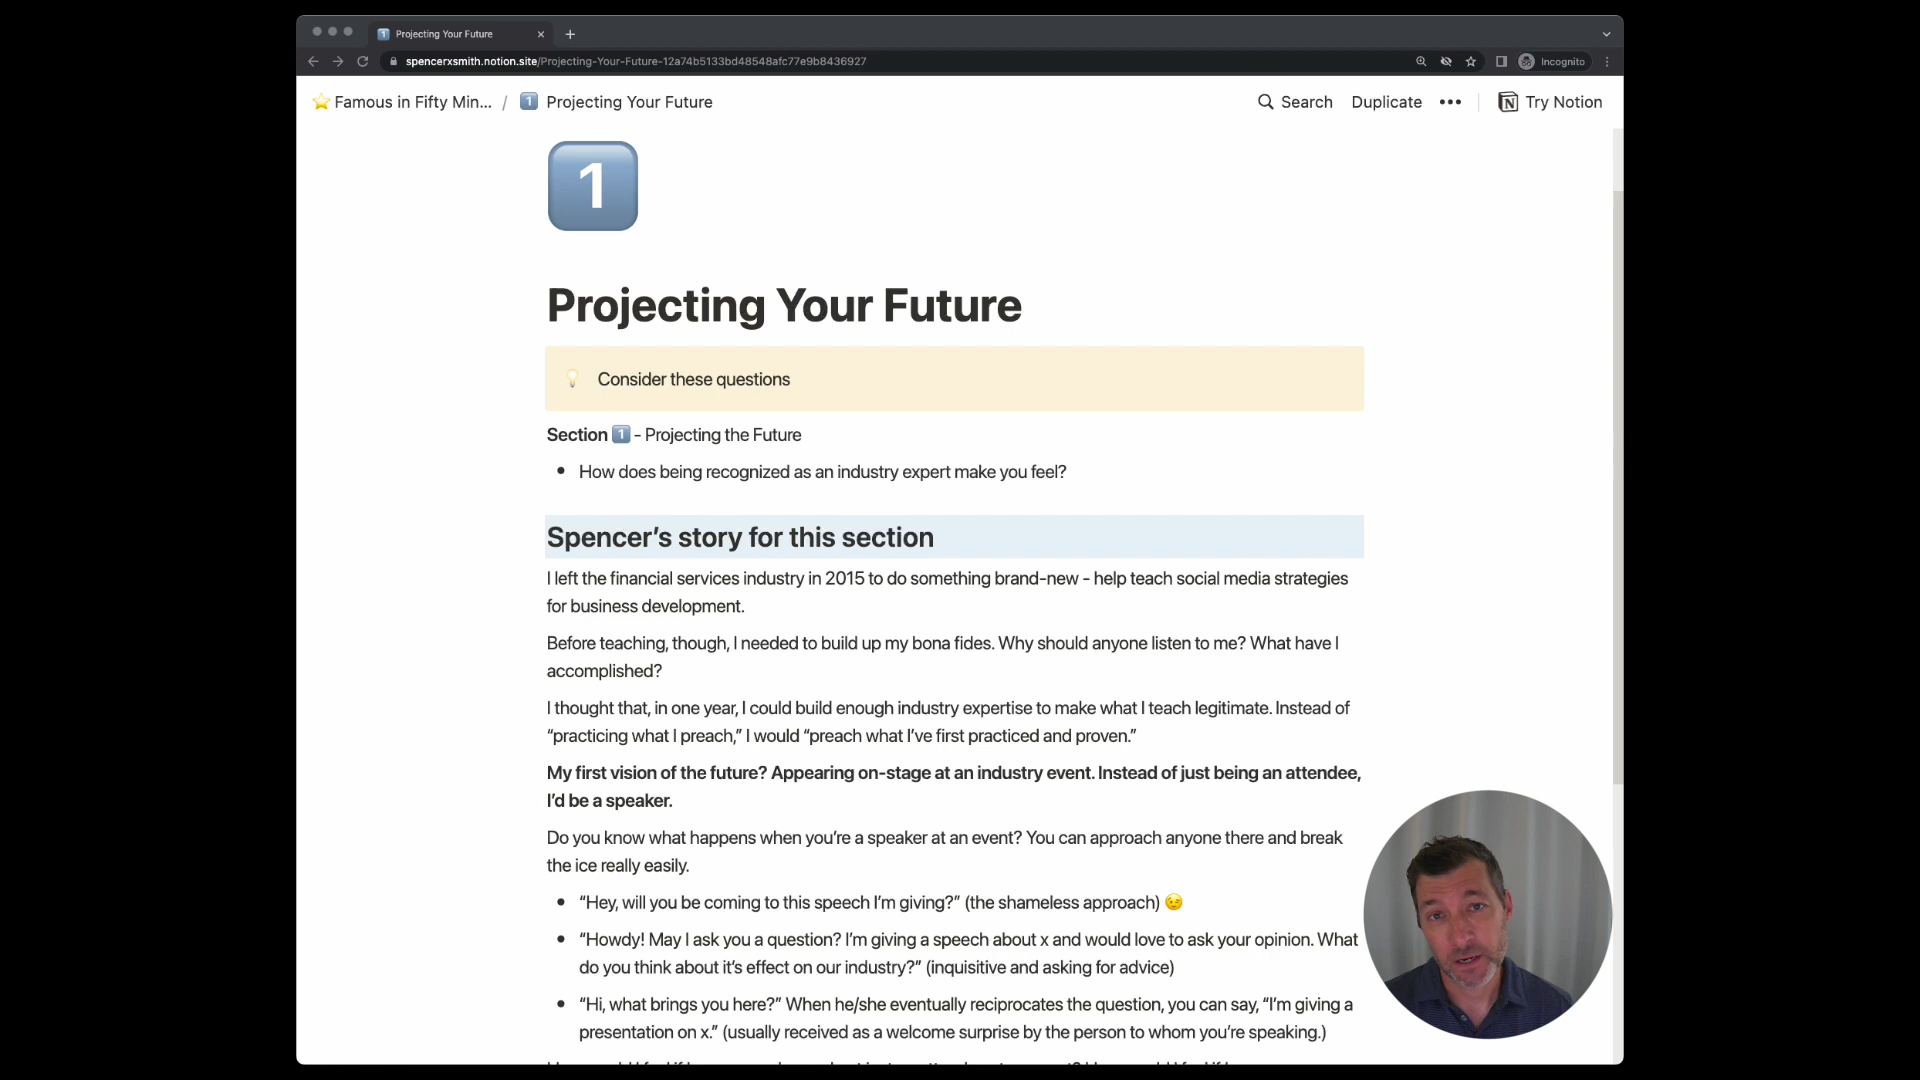 Projecting Your Future
spencerxsmith.notion.site/Projecting-Your-Future-12a74b5133bd48548afc77e9b8436927
Incognito
⭐ Famous in Fifty Min... / 1️⃣ Projecting Your Future
Search Duplicate ••• Try Notion
1
Projecting Your Future
💡 Consider these questions
Section 1️⃣ - Projecting the Future
• How does being recognized as an industry expert make you feel?
Spencer’s story for this section
I left the financial services industry in 2015 to do something brand-new - help teach social media strategies
for business development.
Before teaching, though, I needed to build up my bona fides. Why should anyone listen to me? What have I
accomplished?
I thought that, in one year, I could build enough industry expertise to make what I teach legitimate. Instead of
“practicing what I preach,” I would “preach what I’ve first practiced and proven.”
My first vision of the future? Appearing on-stage at an industry event. Instead of just being an attendee,
I’d be a speaker.
Do you know what happens when you’re a speaker at an event? You can approach anyone there and break
the ice really easily.
• “Hey, will you be coming to this speech I’m giving?” (the shameless approach) 😉
• “Howdy! May I ask you a question? I’m giving a speech about x and would love to ask your opinion. What
do you think about it’s effect on our industry?” (inquisitive and asking for advice)
• “Hi, what brings you here?” When he/she eventually reciprocates the question, you can say, “I’m giving a
presentation on x.” (usually received as a welcome surprise by the person to whom you’re speaking.)